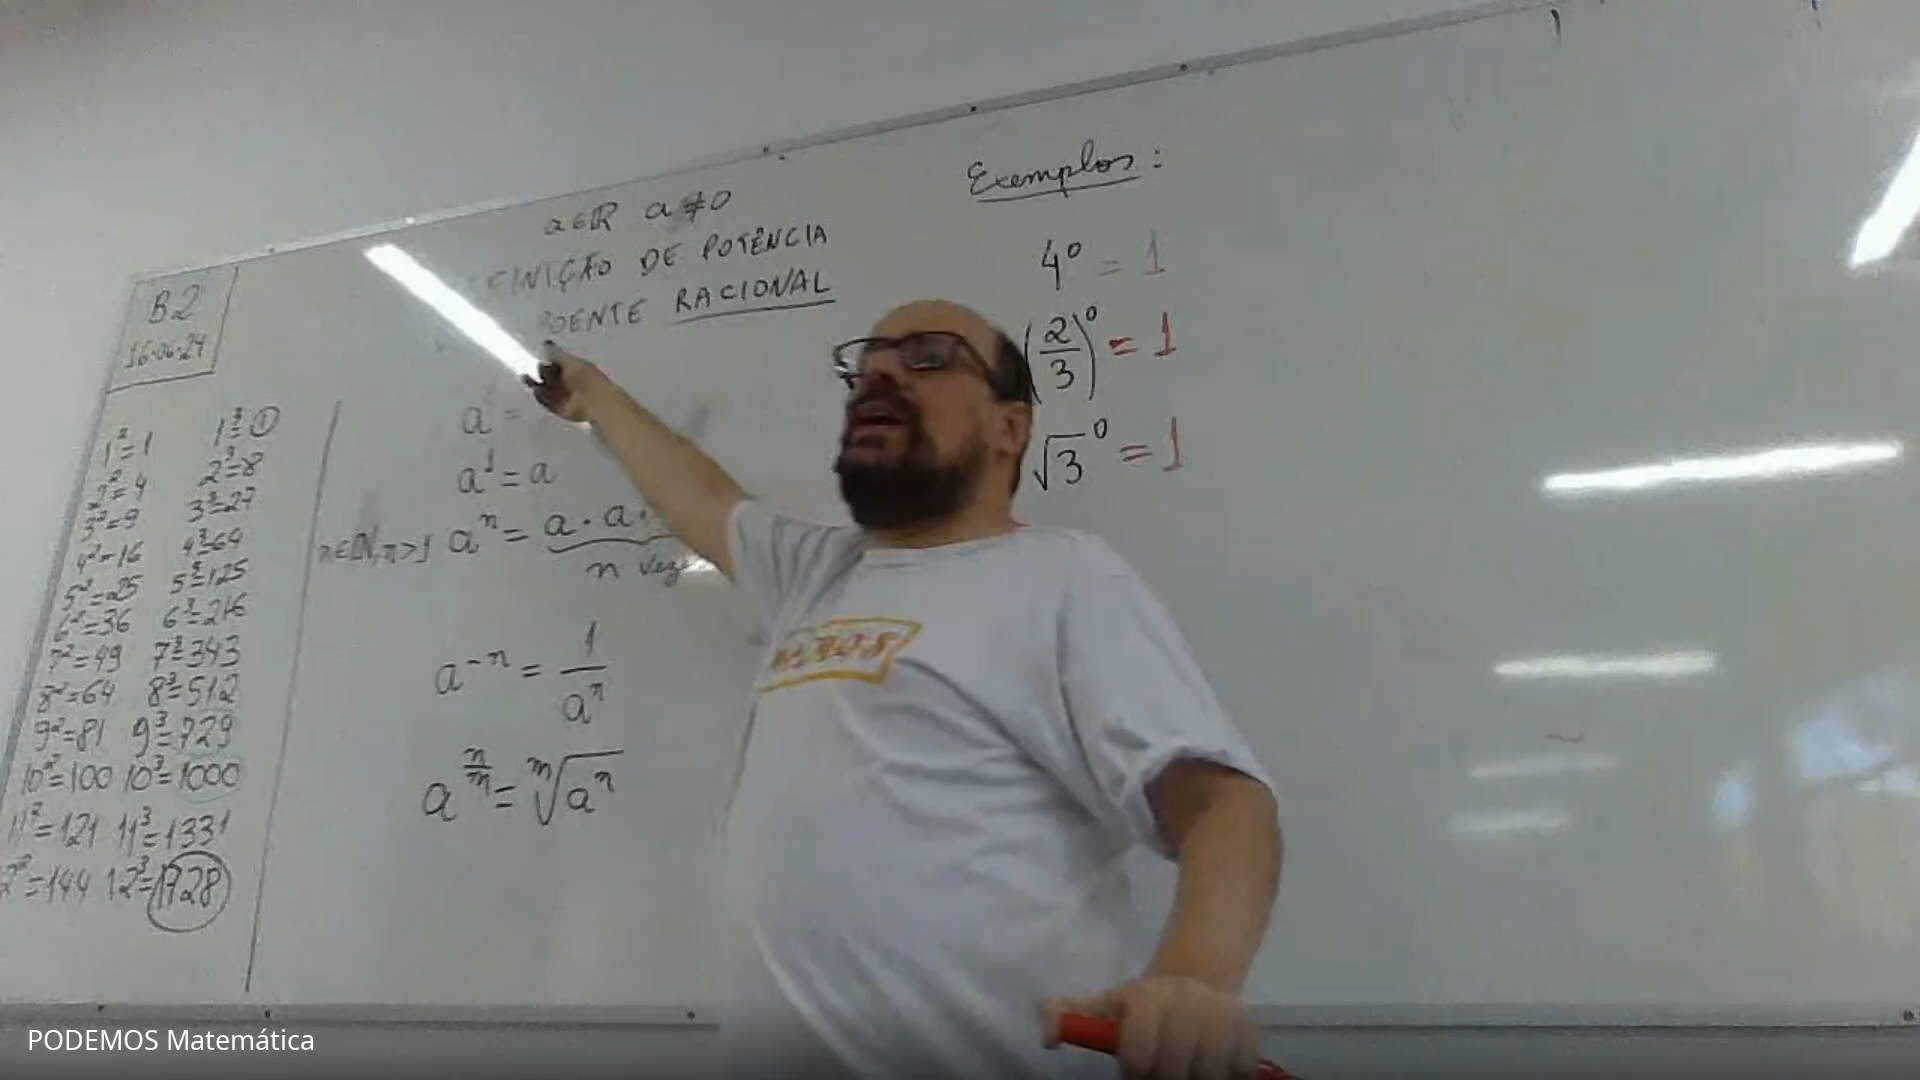 B2
16.06.24
1²=1 1³=1
2²=4 2³=8
3²=9 3³=27
4²=16 4³=64
5²=25 5³=125
6²=36 6³=216
7²=49 7³=343
8²=64 8³=512
9²=81 9³=729
10²=100 10³=1000
11²=121 11³=1331
2²=144 12³=1728
a∈ℝ a≠0
FINIÇÃO DE POTÊNCIA
OENTE RACIONAL
a =
a¹=a
n∈ℕ, n>1 aⁿ = a·a·
n veze
a⁻ⁿ = 1/aⁿ
a^(n/m) = ᵐ√aⁿ
Exemplos:
4⁰ = 1
(2/3)⁰ = 1
√3⁰ = 1
PODEMOS Matemática